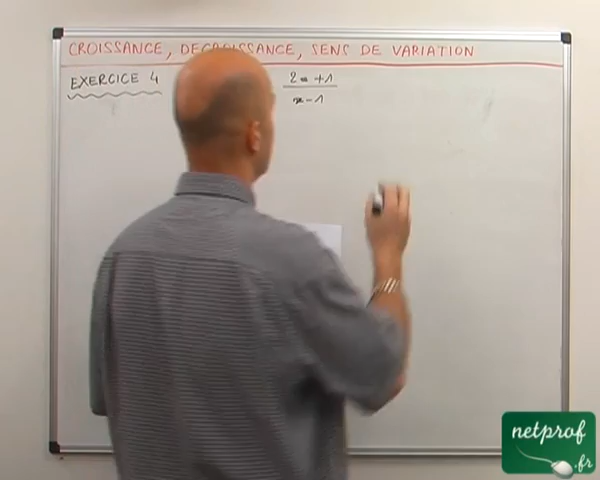 CROISSANCE, DECROISSANCE, SENS DE VARIATION
EXERCICE 4
2x +1
x - 1
netprof
.fr